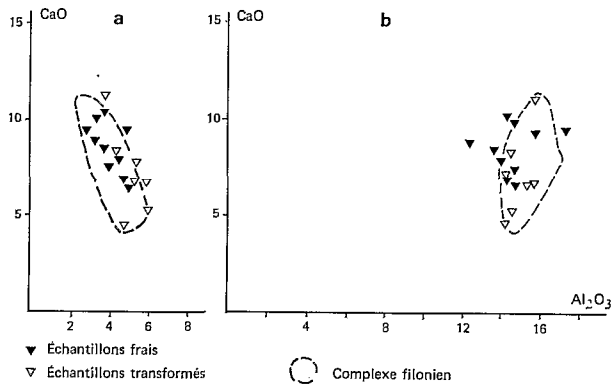 CaO a
15
10
5
2 4 6 8
CaO b
15
10
5
4 8 12 16
Al₂O₃
Échantillons frais
Échantillons transformés
Complexe filonien